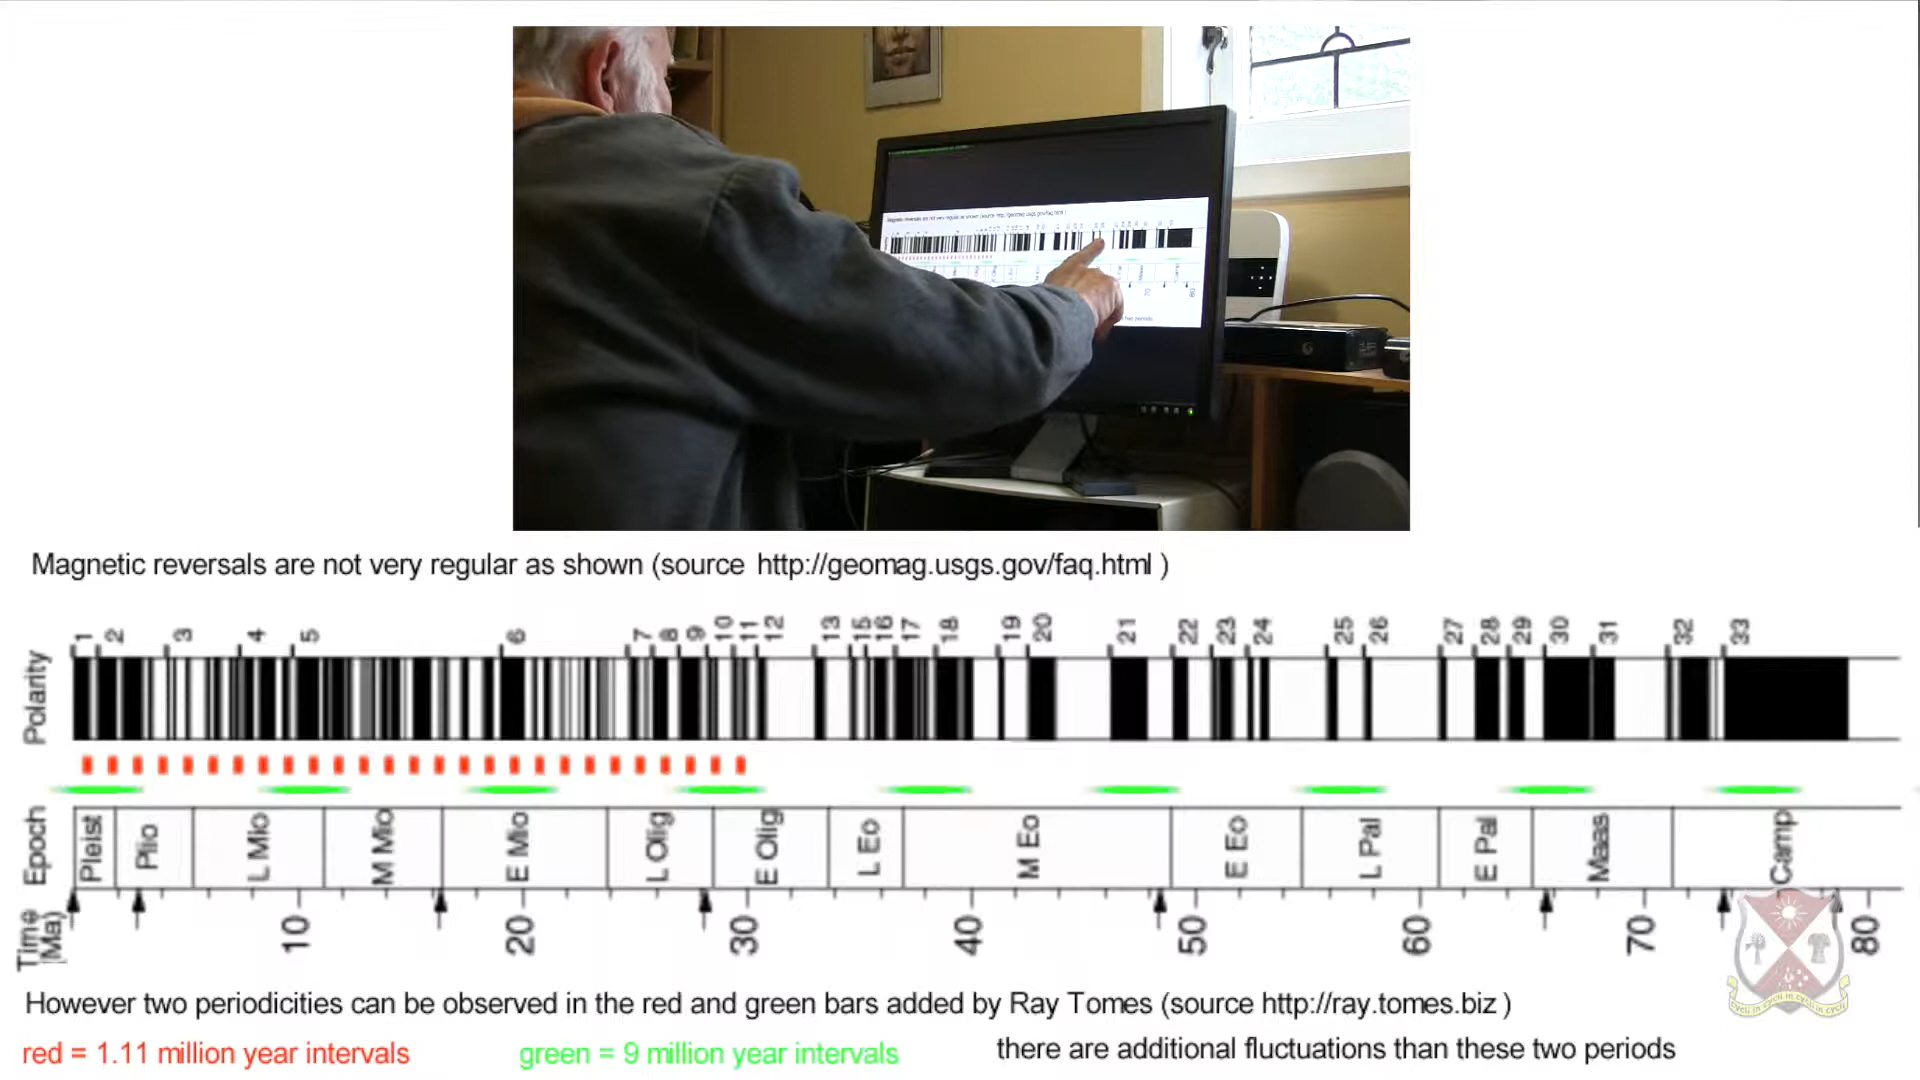 Magnetic reversals are not very regular as shown (source http://geomag.usgs.gov/faq.html )
1 2 3 4 5 6 7 8 9 10 11 12 13 15 16 17 18 19 20 21 22 23 24 25 26 27 28 29 30 31 32 33
Polarity
Epoch
Pleist Plio L Mio M Mio E Mio L Olig E Olig L Eo M Eo E Eo L Pal E Pal Maas Camp
Time
(Ma)
10 20 30 40 50 60 70 80
However two periodicities can be observed in the red and green bars added by Ray Tomes (source http://ray.tomes.biz )
red = 1.11 million year intervals
green = 9 million year intervals
there are additional fluctuations than these two periods